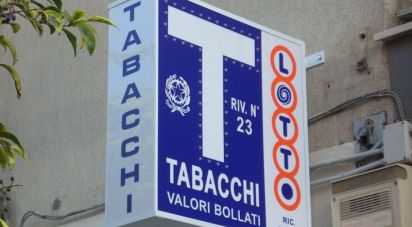 TABACCHI
T
RIV. N°
23
TABACCHI
VALORI BOLLATI
LOTTO
RIC.